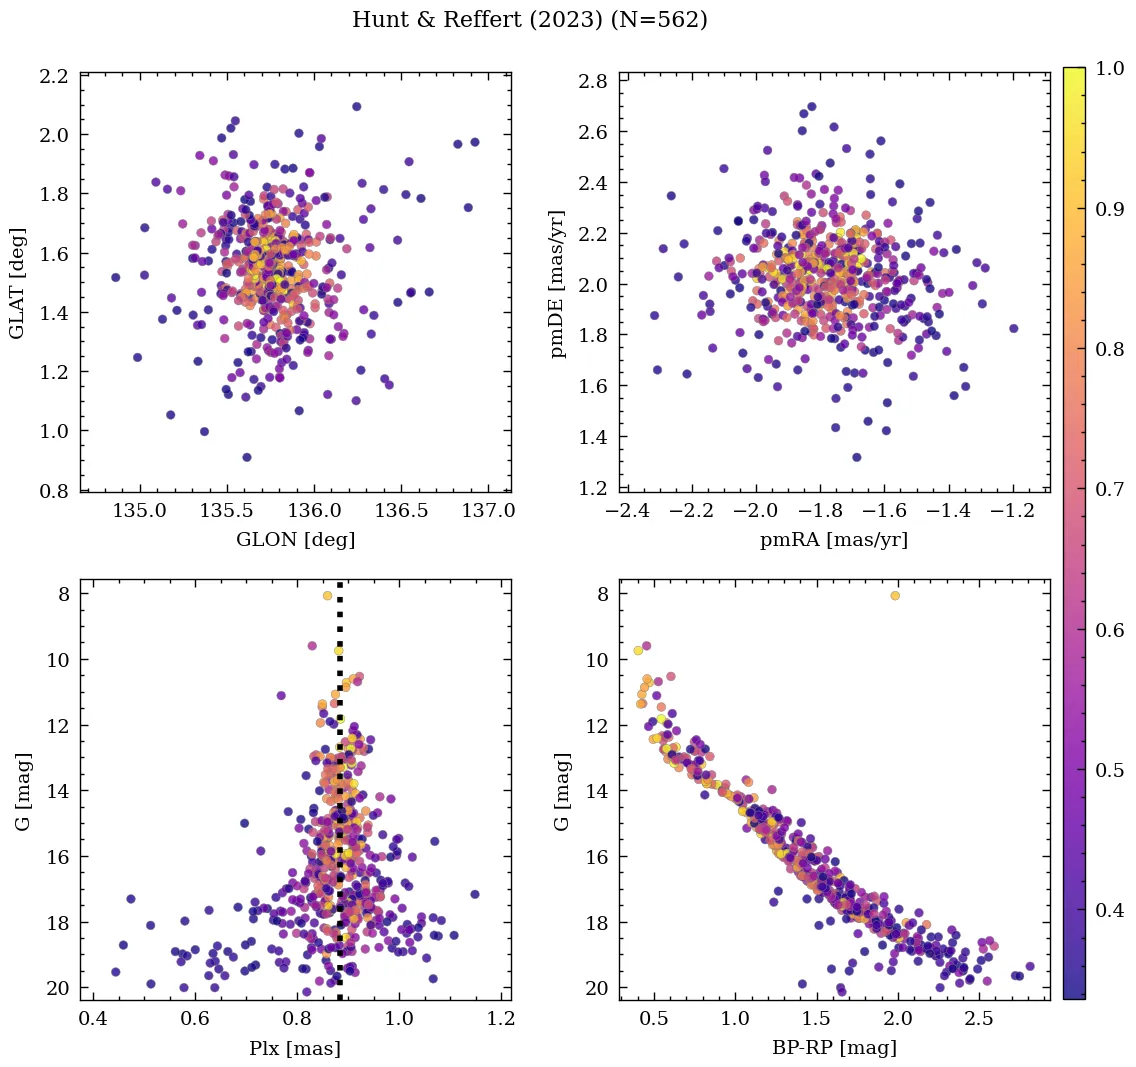 Hunt & Reffert (2023) (N=562)
2.2
2.0
1.8
1.6
1.4
1.2
1.0
0.8
GLAT [deg]
135.0 135.5 136.0 136.5 137.0
GLON [deg]
2.8
2.6
2.4
2.2
2.0
1.8
1.6
1.4
1.2
pmDE [mas/yr]
−2.4 −2.2 −2.0 −1.8 −1.6 −1.4 −1.2
pmRA [mas/yr]
1.0
0.9
0.8
0.7
0.6
0.5
0.4
8
10
12
14
16
18
20
G [mag]
0.4 0.6 0.8 1.0 1.2
Plx [mas]
8
10
12
14
16
18
20
G [mag]
0.5 1.0 1.5 2.0 2.5
BP-RP [mag]